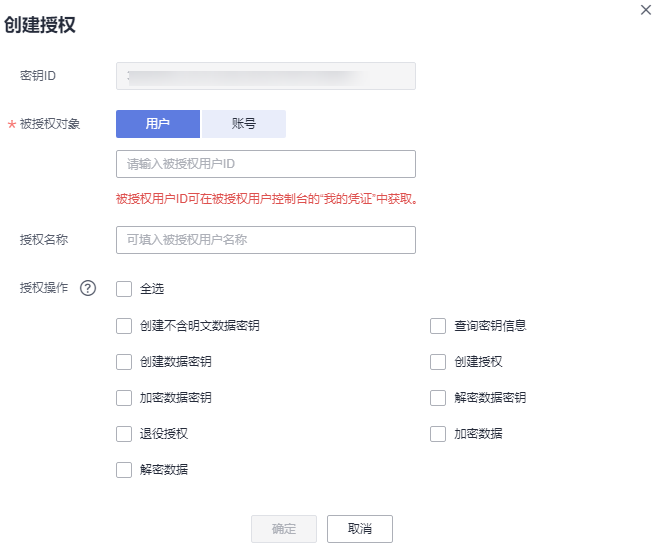 创建授权
密钥ID
* 被授权对象 用户 账号
请输入被授权用户ID
被授权用户ID可在被授权用户控制台的“我的凭证”中获取。
授权名称 可填入被授权用户名称
授权操作 ? 全选
创建不含明文数据密钥 查询密钥信息
创建数据密钥 创建授权
加密数据密钥 解密数据密钥
退役授权 加密数据
解密数据
确定 取消